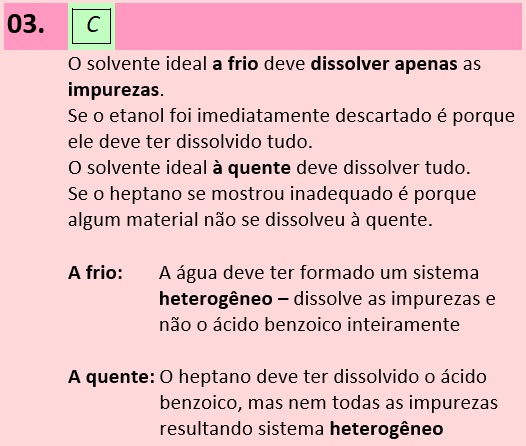 03. C
O solvente ideal a frio deve dissolver apenas as
impurezas.
Se o etanol foi imediatamente descartado é porque
ele deve ter dissolvido tudo.
O solvente ideal à quente deve dissolver tudo.
Se o heptano se mostrou inadequado é porque
algum material não se dissolveu à quente.
A frio: A água deve ter formado um sistema
heterogêneo – dissolve as impurezas e
não o ácido benzoico inteiramente
A quente: O heptano deve ter dissolvido o ácido
benzoico, mas nem todas as impurezas
resultando sistema heterogêneo